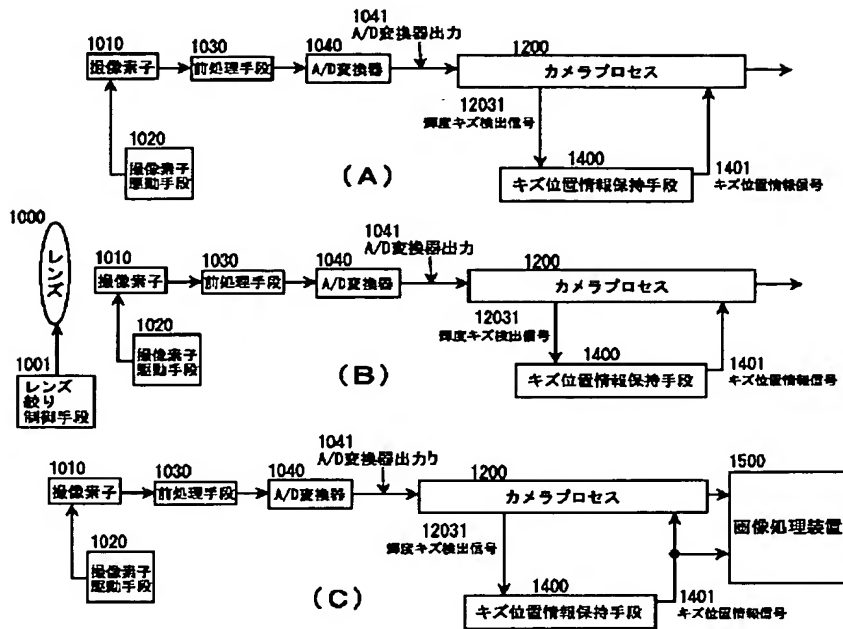 1041
A/D変換器出力
1010
撮像素子
1030
前処理手段
1040
A/D変換器
1200
カメラプロセス
12031
輝度キズ検出信号
1020
撮像素子
駆動手段
(A)
1400
キズ位置情報保持手段
1401
キズ位置情報信号
1000
レンズ
1041
A/D変換器出力
1010
撮像素子
1030
前処理手段
1040
A/D変換器
1200
カメラプロセス
12031
輝度キズ検出信号
1020
撮像素子
駆動手段
1001
レンズ
絞り
制御手段
(B)
1400
キズ位置情報保持手段
1401
キズ位置情報信号
1041
A/D変換器出力り
1010
撮像素子
1030
前処理手段
1040
A/D変換器
1200
カメラプロセス
1500
画像処理装置
12031
輝度キズ検出信号
1020
撮像素子
駆動手段
(C)
1400
キズ位置情報保持手段
1401
キズ位置情報信号